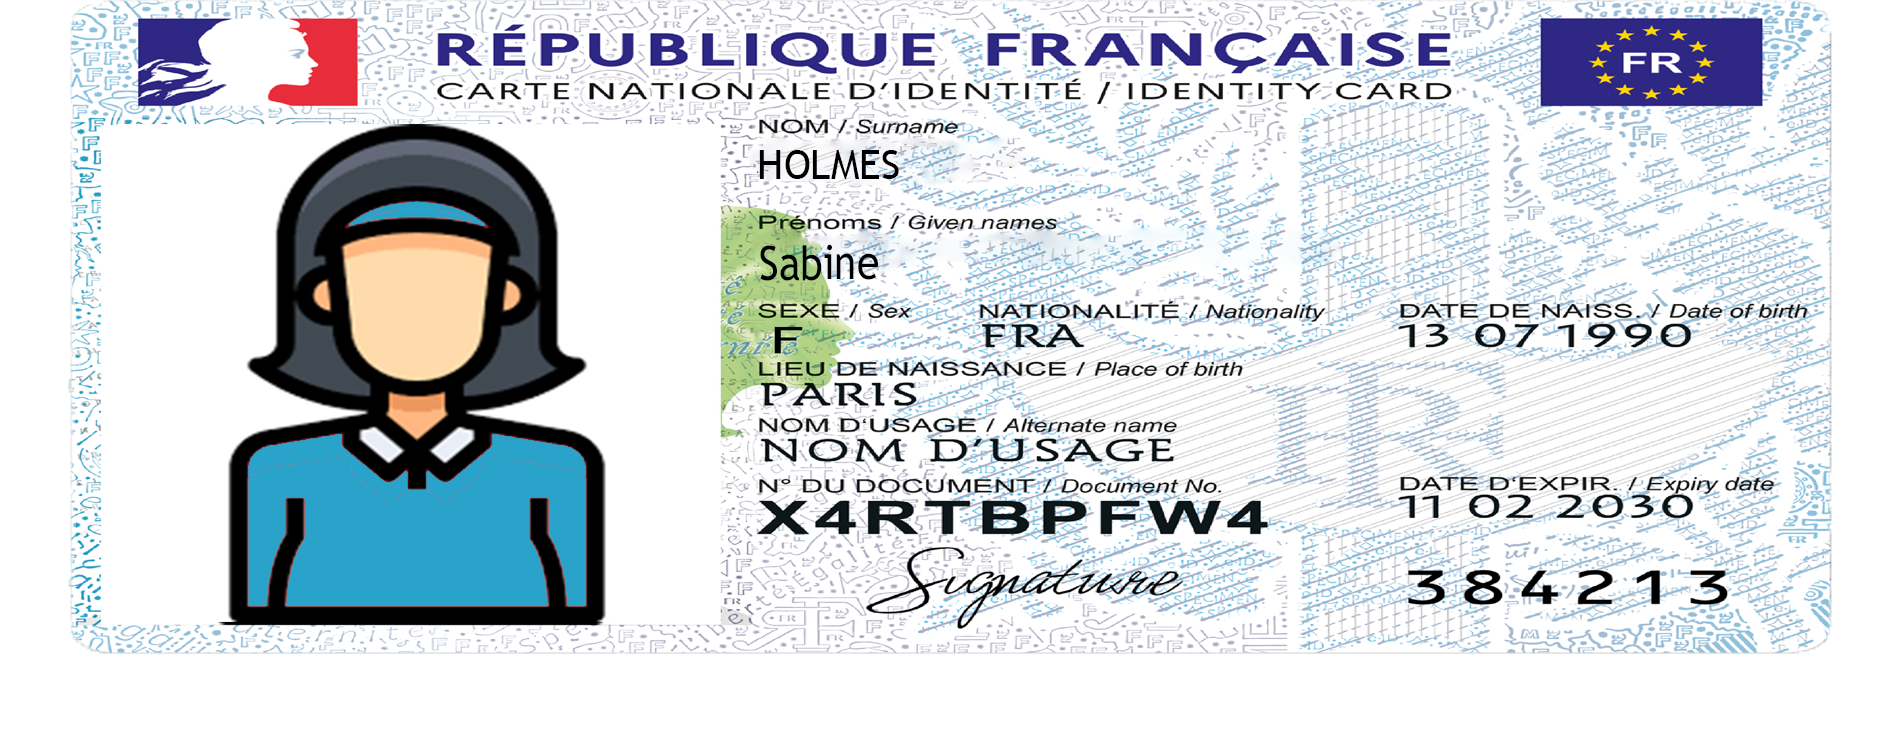 RÉPUBLIQUE FRANÇAISE
FR
CARTE NATIONALE D'IDENTITÉ / IDENTITY CARD
NOM / Surname
HOLMES
Prénoms / Given names
Sabine
SEXE / Sex NATIONALITÉ / Nationality DATE DE NAISS. / Date of birth
F FRA 13 07 1990
LIEU DE NAISSANCE / Place of birth
PARIS
NOM D'USAGE / Alternate name
NOM D'USAGE
N° DU DOCUMENT / Document No. DATE D'EXPIR. / Expiry date
X4RTBPFW4 11 02 2030
Signature
384213
RF